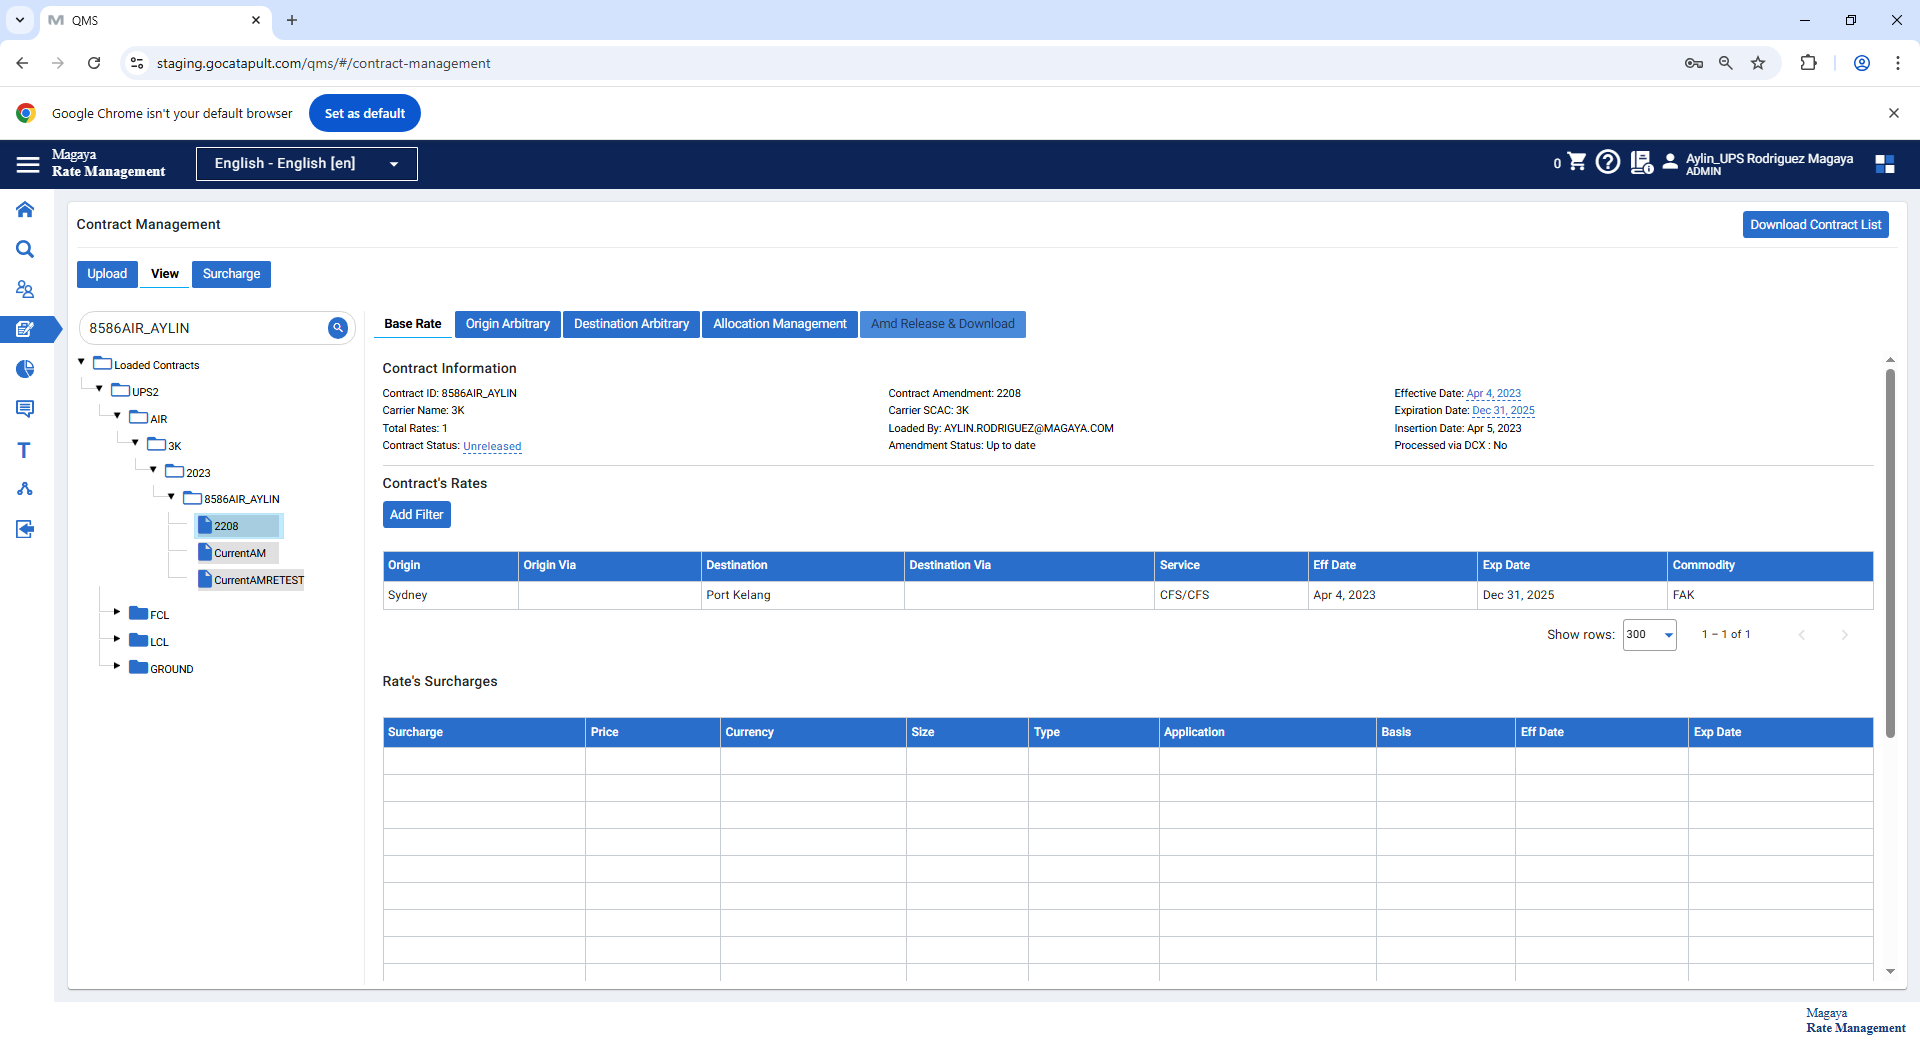 QMS
staging.gocatapult.com/qms/#/contract-management
Google Chrome isn't your default browser
Set as default
Magaya
Rate Management
English - English [en]
0
Aylin_UPS Rodriguez Magaya
ADMIN
Contract Management
Download Contract List
Upload
View
Surcharge
8586AIR_AYLIN
Loaded Contracts
UPS2
AIR
3K
2023
8586AIR_AYLIN
2208
CurrentAM
CurrentAMRETEST
FCL
LCL
GROUND
Base Rate
Origin Arbitrary
Destination Arbitrary
Allocation Management
Amd Release & Download
Contract Information
Contract ID: 8586AIR_AYLIN
Contract Amendment: 2208
Effective Date: Apr 4, 2023
Carrier Name: 3K
Carrier SCAC: 3K
Expiration Date: Dec 31, 2025
Total Rates: 1
Loaded By: AYLIN.RODRIGUEZ@MAGAYA.COM
Insertion Date: Apr 5, 2023
Contract Status: Unreleased
Amendment Status: Up to date
Processed via DCX : No
Contract's Rates
Add Filter
Origin Origin Via Destination Destination Via Service Eff Date Exp Date Commodity
Sydney Port Kelang CFS/CFS Apr 4, 2023 Dec 31, 2025 FAK
Show rows: 300 1 – 1 of 1
Rate's Surcharges
Surcharge Price Currency Size Type Application Basis Eff Date Exp Date
Magaya
Rate Management